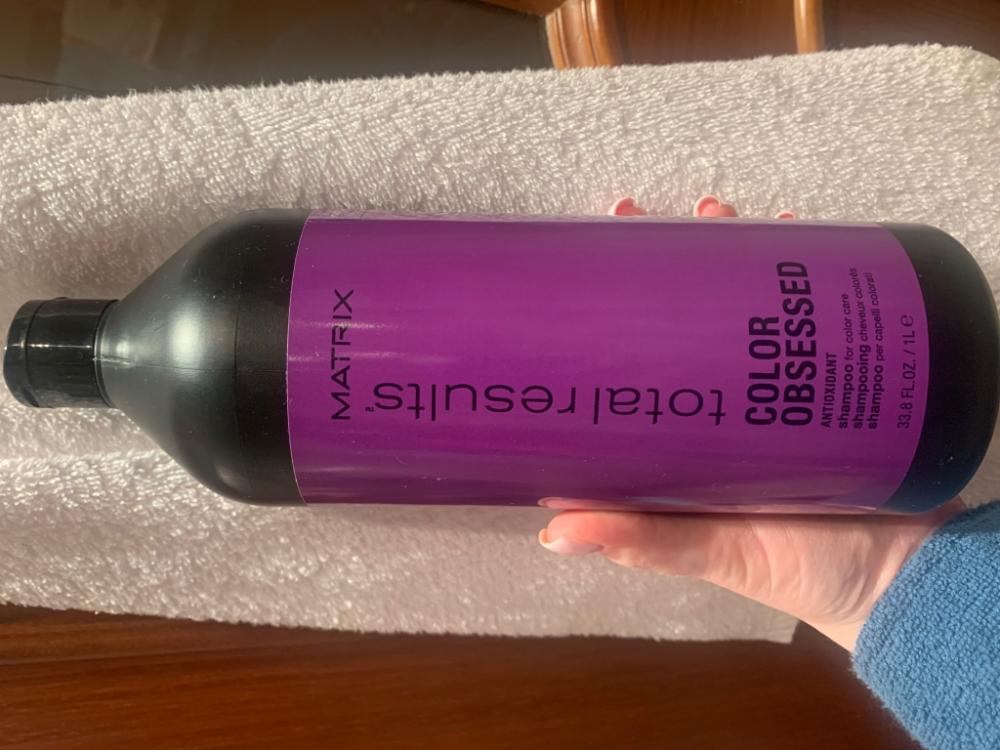 MATRIX
total results
COLOR
OBSESSED
ANTIOXIDANT
shampoo for color care
shampooing cheveux colorés
shampoo per capelli colorati
33.8 FL.OZ. / 1L e